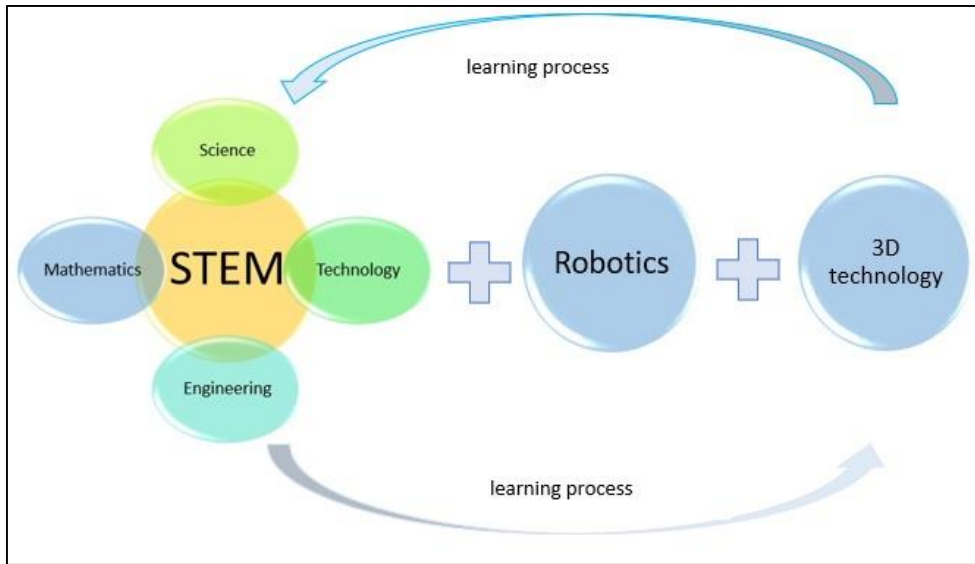 learning process
Science
Mathematics
STEM
Technology
Engineering
Robotics
3D
technology
learning process